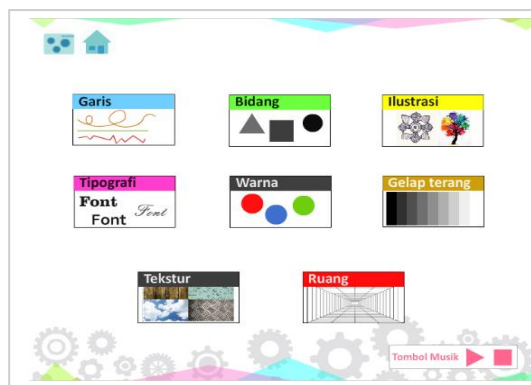 Garis
Bidang
Ilustrasi
Tipografi
Font
Font
Font
Warna
Gelap terang
Tekstur
Ruang
Tombol Musik